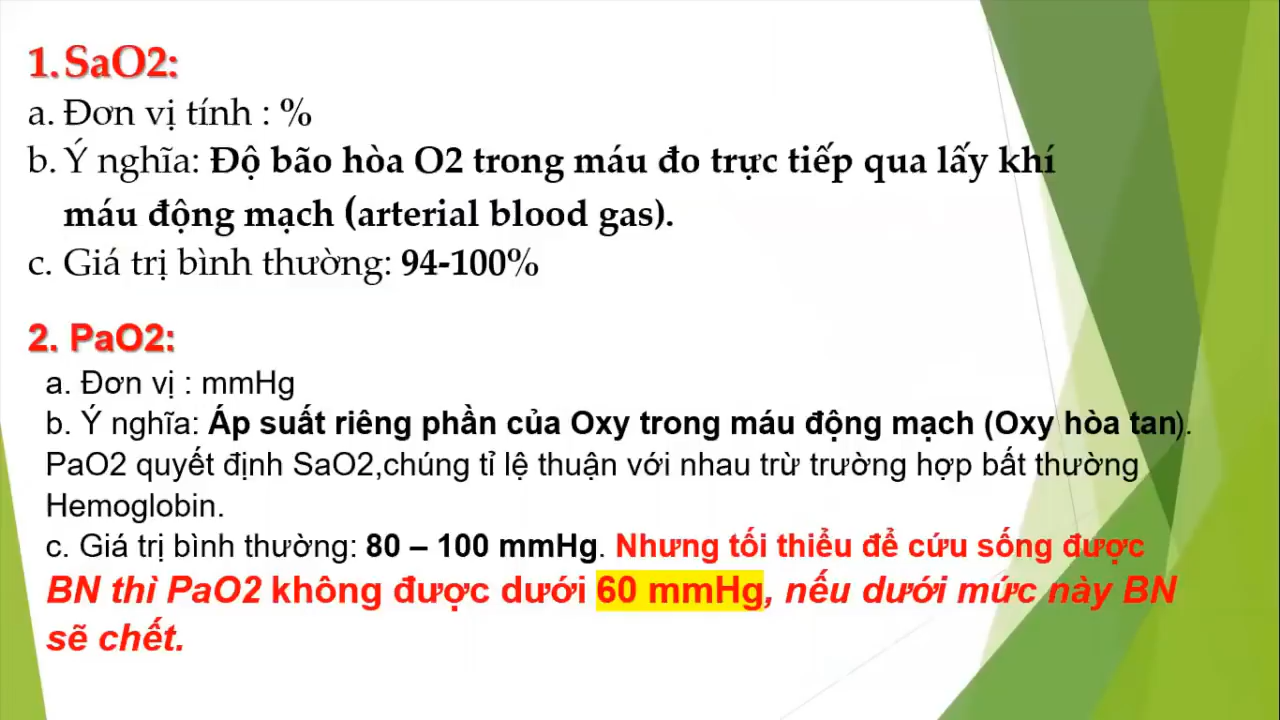 1. SaO2:
a. Đơn vị tính : %
b. Ý nghĩa: Độ bão hòa O2 trong máu đo trực tiếp qua lấy khí
máu động mạch (arterial blood gas).
c. Giá trị bình thường: 94-100%
2. PaO2:
a. Đơn vị : mmHg
b. Ý nghĩa: Áp suất riêng phần của Oxy trong máu động mạch (Oxy hòa tan).
PaO2 quyết định SaO2,chúng tỉ lệ thuận với nhau trừ trường hợp bất thường
Hemoglobin.
c. Giá trị bình thường: 80 – 100 mmHg. Nhưng tối thiểu để cứu sống được
BN thì PaO2 không được dưới 60 mmHg, nếu dưới mức này BN
sẽ chết.